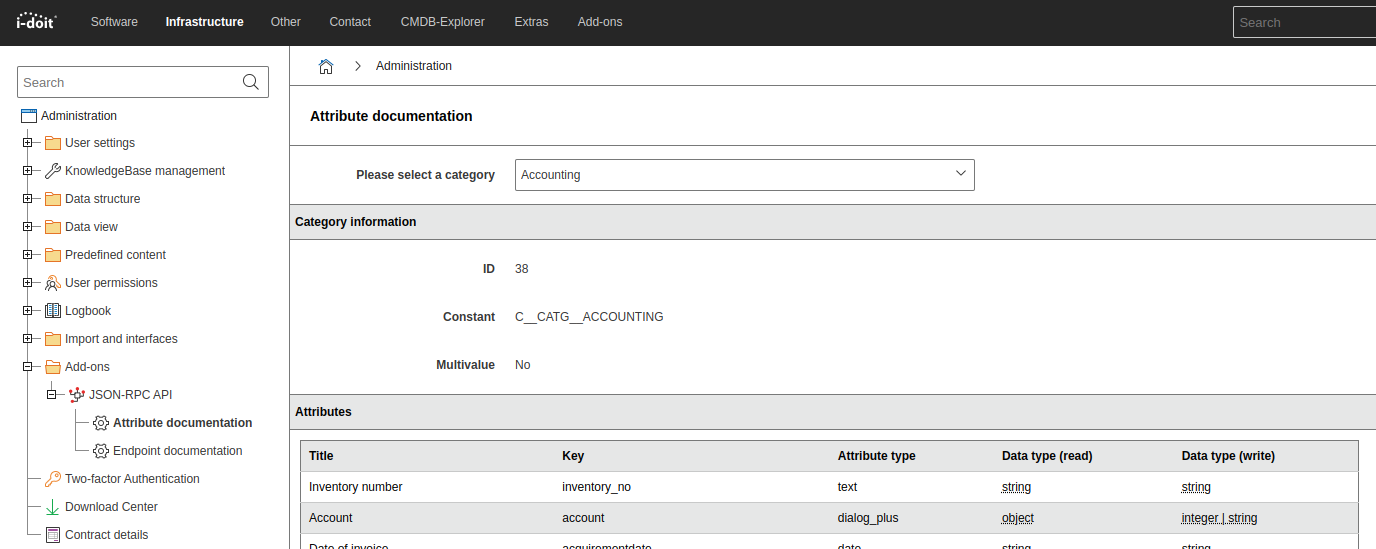 i-doit
Software Infrastructure Other Contact CMDB-Explorer Extras Add-ons Search
Search
Administration
User settings
KnowledgeBase management
Data structure
Data view
Predefined content
User permissions
Logbook
Import and interfaces
Add-ons
JSON-RPC API
Attribute documentation
Endpoint documentation
Two-factor Authentication
Download Center
Contract details
Administration
Attribute documentation
Please select a category Accounting
Category information
ID 38
Constant C__CATG__ACCOUNTING
Multivalue No
Attributes
Title Key Attribute type Data type (read) Data type (write)
Inventory number inventory_no text string string
Account account dialog_plus object integer | string
Date of invoice acquirementdate date string string